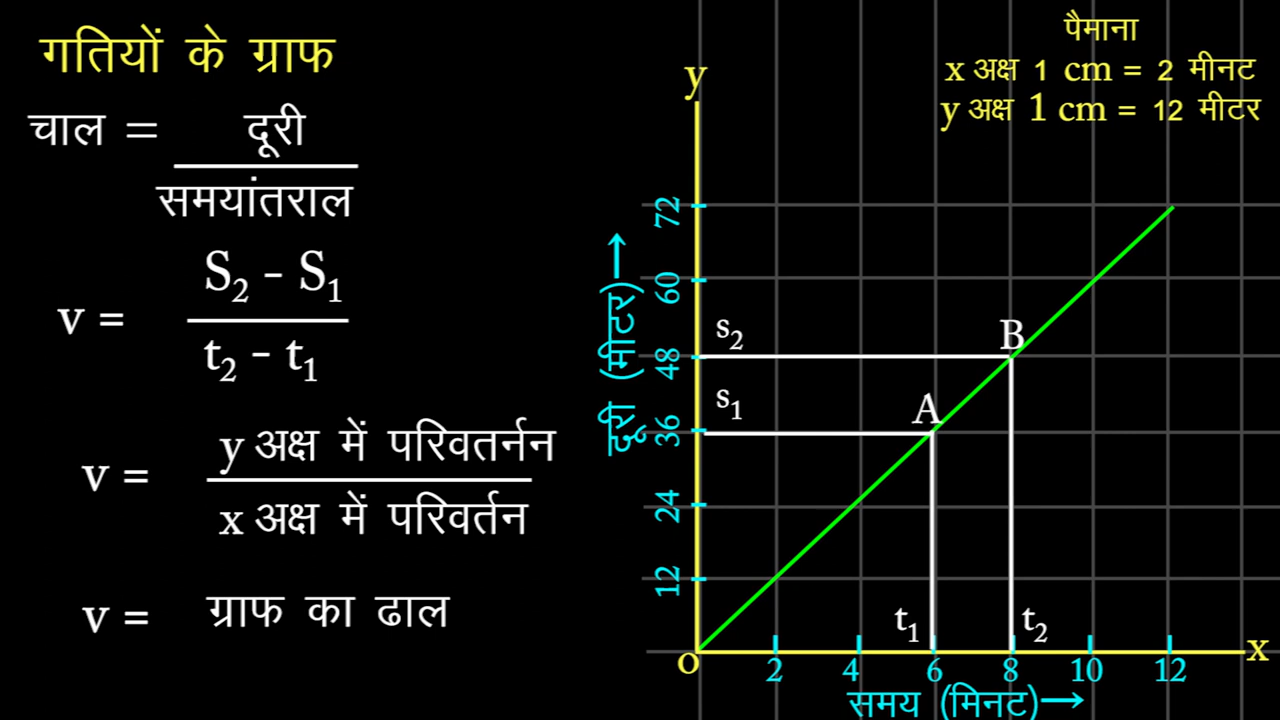 गतियों के ग्राफ
चाल = दूरी
समयांतराल
v = S₂ - S₁
t₂ - t₁
v = y अक्ष में परिवतर्नन
x अक्ष में परिवर्तन
v = ग्राफ का ढाल
पैमाना
x अक्ष 1 cm = 2 मीनट
y अक्ष 1 cm = 12 मीटर
y
72
60
48
36
24
12
दूरी (मीटर)→
s₂
s₁
A
B
t₁
t₂
o
x
2 4 6 8 10 12
समय (मिनट)→